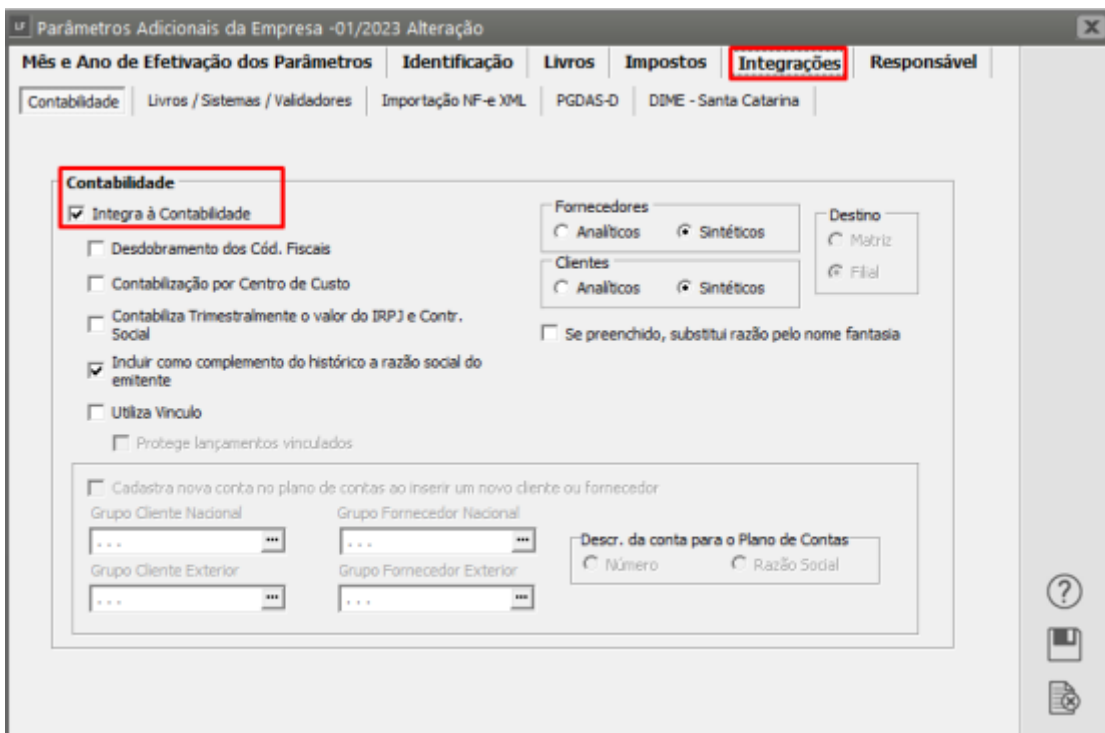 LF Parâmetros Adicionais da Empresa -01/2023 Alteração
Mês e Ano de Efetivação dos Parâmetros Identificação Livros Impostos Integrações Responsável
Contabilidade Livros / Sistemas / Validadores Importação NF-e XML PGDAS-D DIME - Santa Catarina
Contabilidade
Integra à Contabilidade
Desdobramento dos Cód. Fiscais
Contabilização por Centro de Custo
Contabiliza Trimestralmente o valor do IRPJ e Contr.
Social
Incluir como complemento do histórico a razão social do
emitente
Utiliza Vinculo
Protege lançamentos vinculados
Fornecedores
Analíticos Sintéticos
Clientes
Analíticos Sintéticos
Destino
Matriz
Filial
Se preenchido, substitui razão pelo nome fantasia
Cadastra nova conta no plano de contas ao inserir um novo cliente ou fornecedor
Grupo Cliente Nacional Grupo Fornecedor Nacional
. . . ... . . . ...
Grupo Cliente Exterior Grupo Fornecedor Exterior
. . . ... . . . ...
Descr. da conta para o Plano de Contas
Número Razão Social